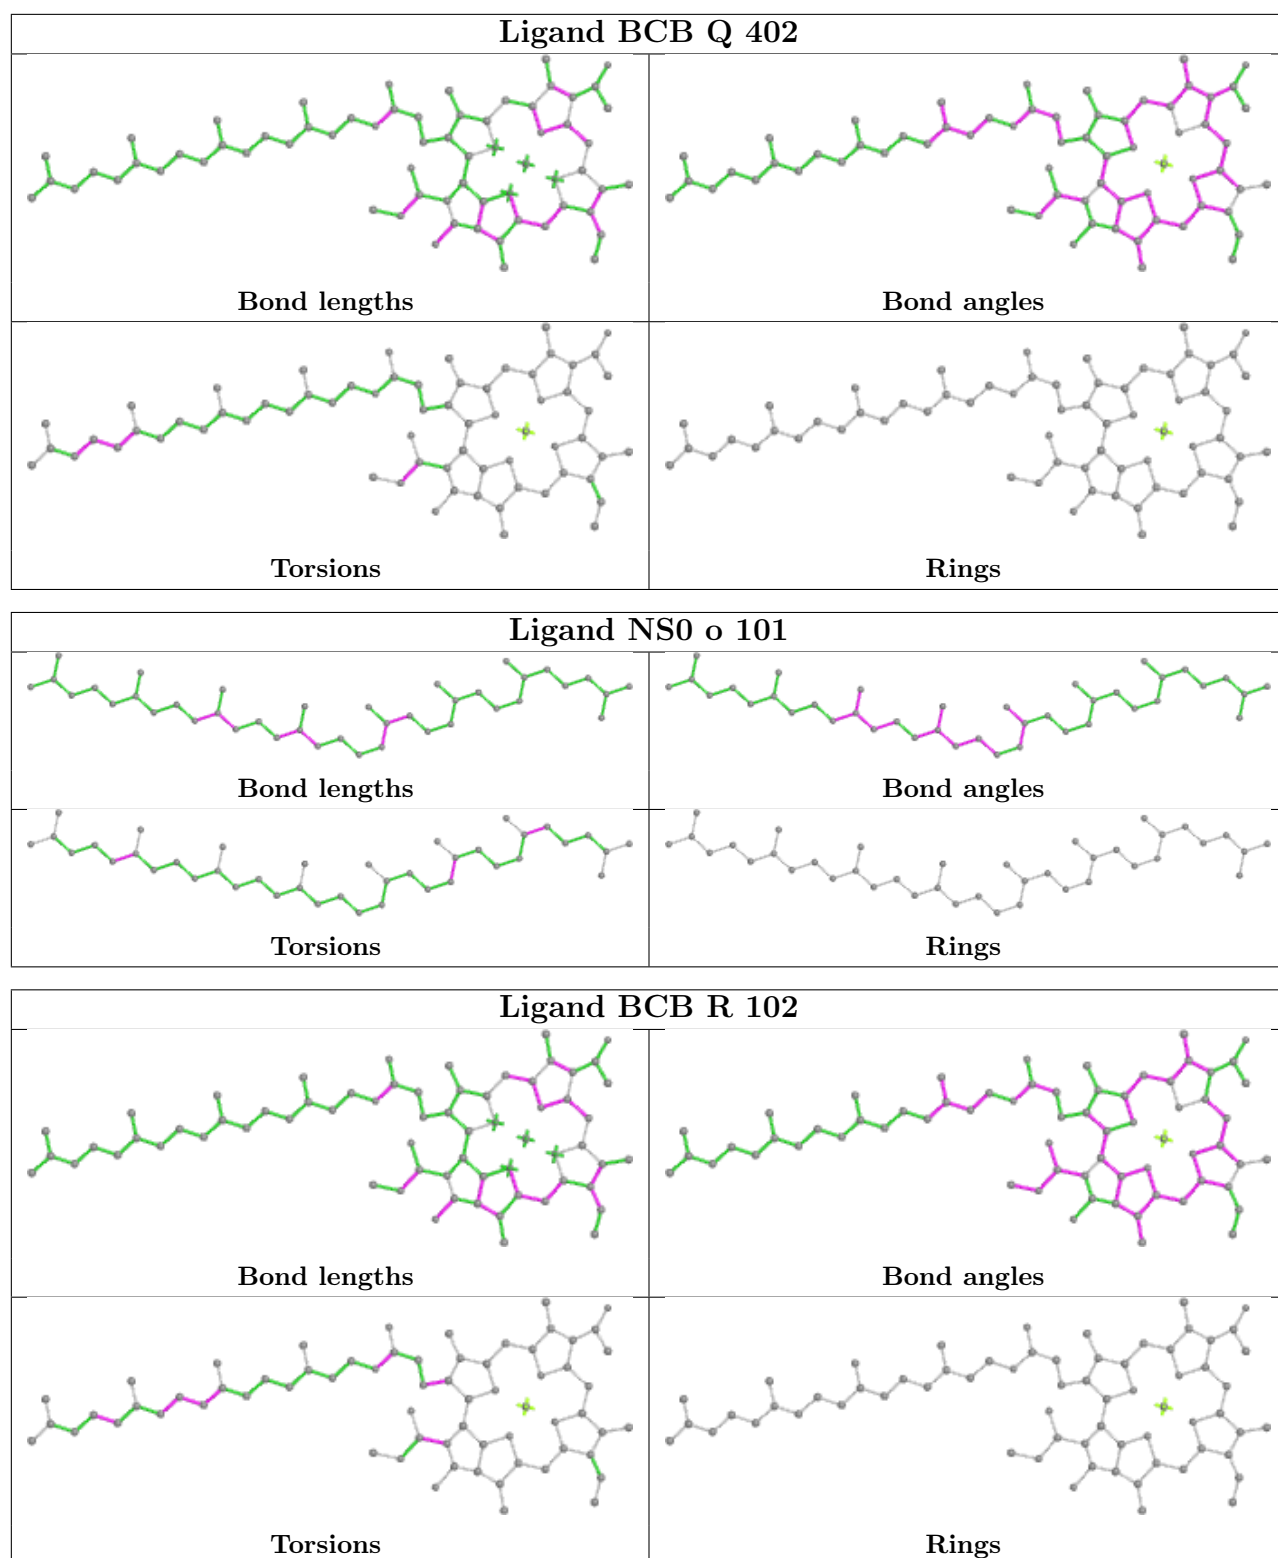 Ligand BCB Q 402
Bond lengths
Bond angles
Torsions
Rings
Ligand NS0 o 101
Bond lengths
Bond angles
Torsions
Rings
Ligand BCB R 102
Bond lengths
Bond angles
Torsions
Rings